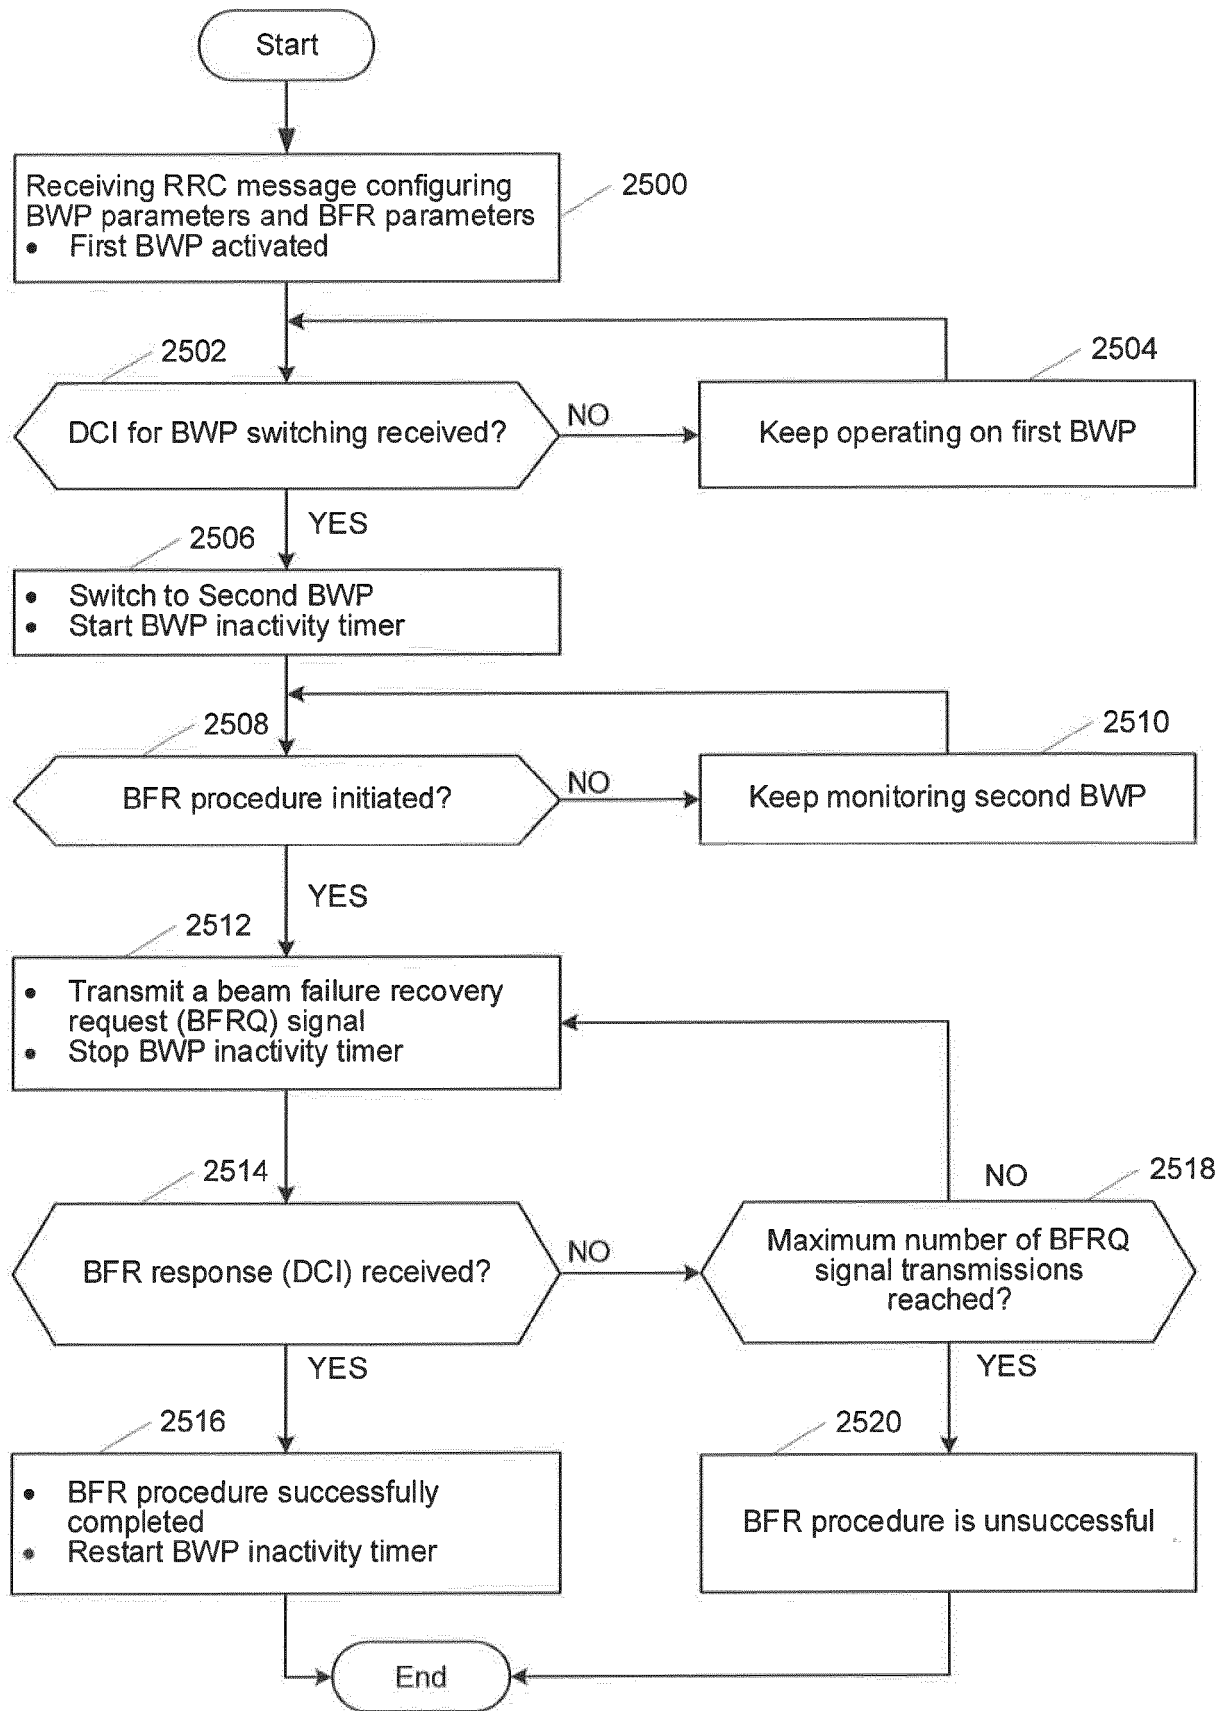 Start
Receiving RRC message configuring
BWP parameters and BFR parameters
• First BWP activated
2500
2502
DCI for BWP switching received?
NO
2504
Keep operating on first BWP
YES
2506
• Switch to Second BWP
• Start BWP inactivity timer
2508
BFR procedure initiated?
NO
2510
Keep monitoring second BWP
YES
2512
• Transmit a beam failure recovery
request (BFRQ) signal
• Stop BWP inactivity timer
2514
BFR response (DCI) received?
NO
NO
2518
Maximum number of BFRQ
signal transmissions
reached?
YES
YES
2516
• BFR procedure successfully
completed
• Restart BWP inactivity timer
2520
BFR procedure is unsuccessful
End